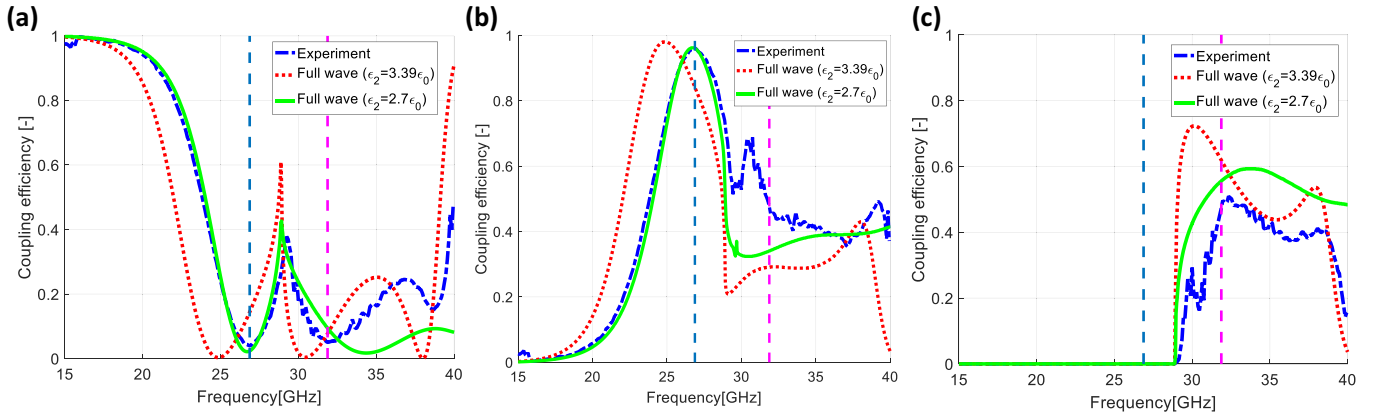 (a)
Coupling efficiency [-]
1
0.8
0.6
0.4
0.2
0
15
20
25
30
35
40
Frequency[GHz]
Experiment
Full wave (ϵ₂=3.39ϵ₀)
Full wave (ϵ₂=2.7ϵ₀)
(b)
Coupling efficiency [-]
1
0.8
0.6
0.4
0.2
0
15
20
25
30
35
40
Frequency[GHz]
Experiment
Full wave (ϵ₂=3.39ϵ₀)
Full wave (ϵ₂=2.7ϵ₀)
(c)
Coupling efficiency [-]
1
0.8
0.6
0.4
0.2
0
15
20
25
30
35
40
Frequency[GHz]
Experiment
Full wave (ϵ₂=3.39ϵ₀)
Full wave (ϵ₂=2.7ϵ₀)